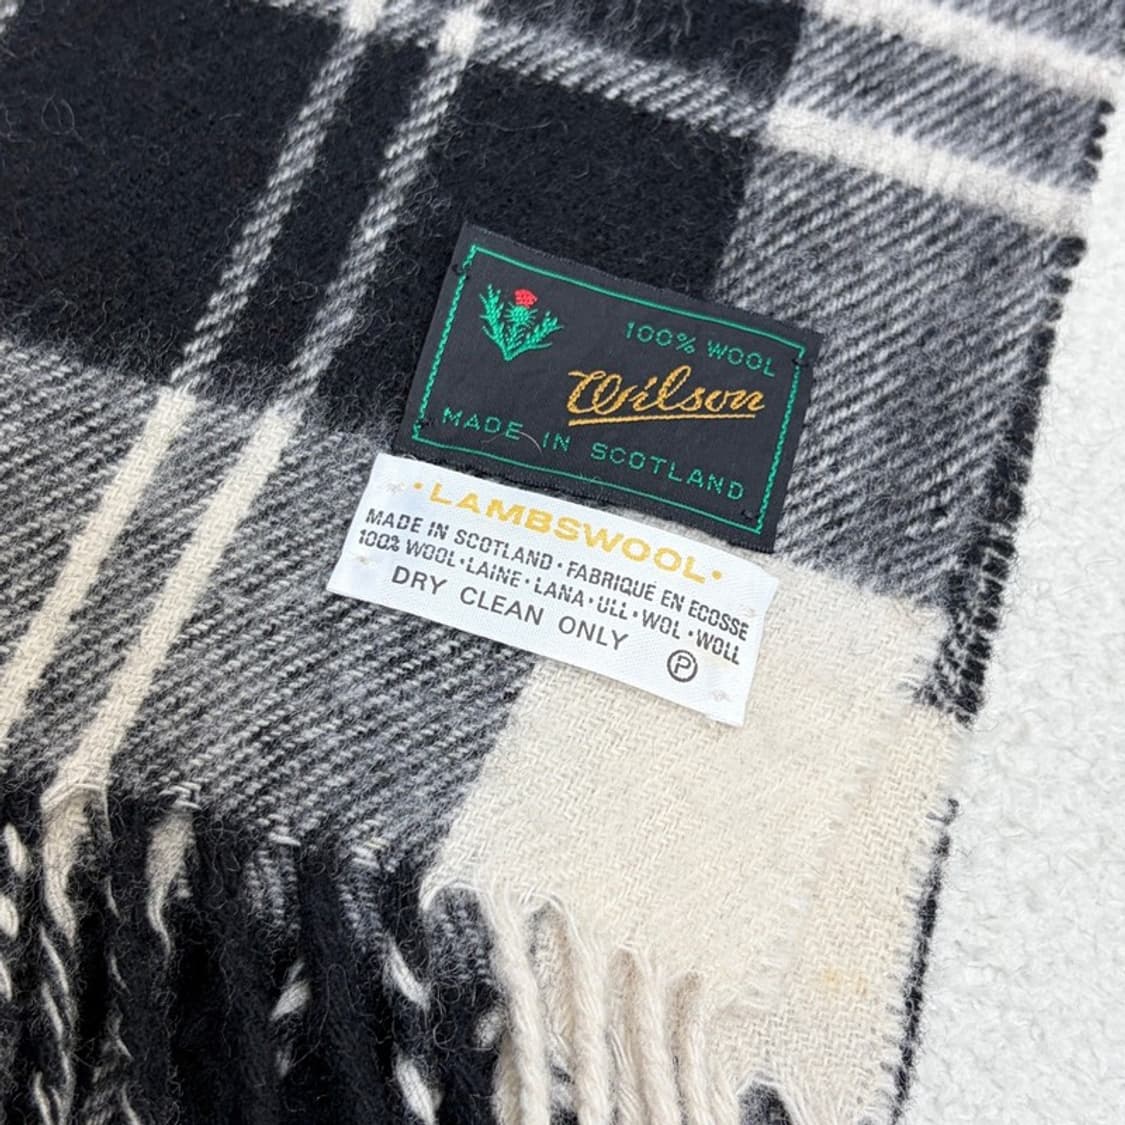 100% WOOL
Wilson
MADE IN SCOTLAND
• LAMBSWOOL •
MADE IN SCOTLAND • FABRIQUÉ EN ECOSSE
100% WOOL • LAINE • LANA • ULL • WOL • WOLL
DRY CLEAN ONLY
P